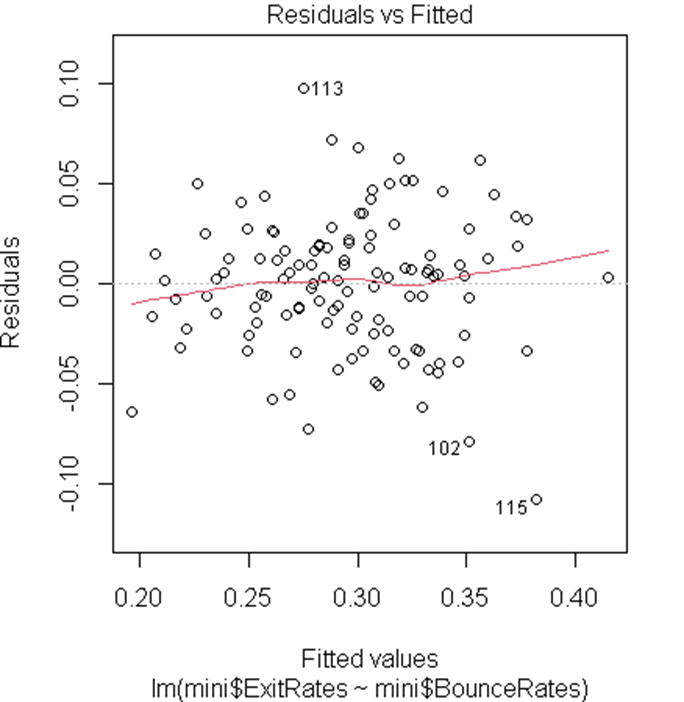 Residuals vs Fitted
Residuals
0.10
0.05
0.00
-0.05
-0.10
113
102
115
0.20 0.25 0.30 0.35 0.40
Fitted values
lm(mini$ExitRates ~ mini$BounceRates)